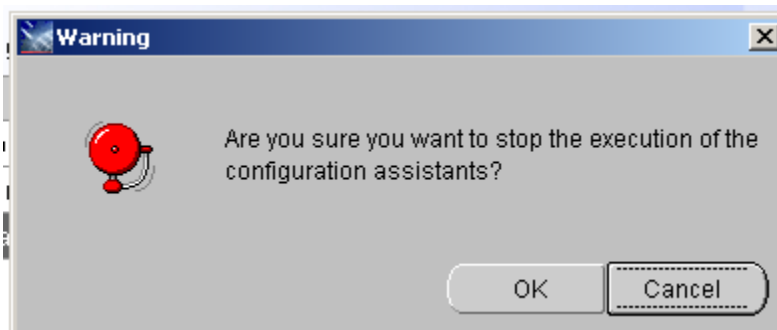 Warning
Are you sure you want to stop the execution of the
configuration assistants?
OK
Cancel